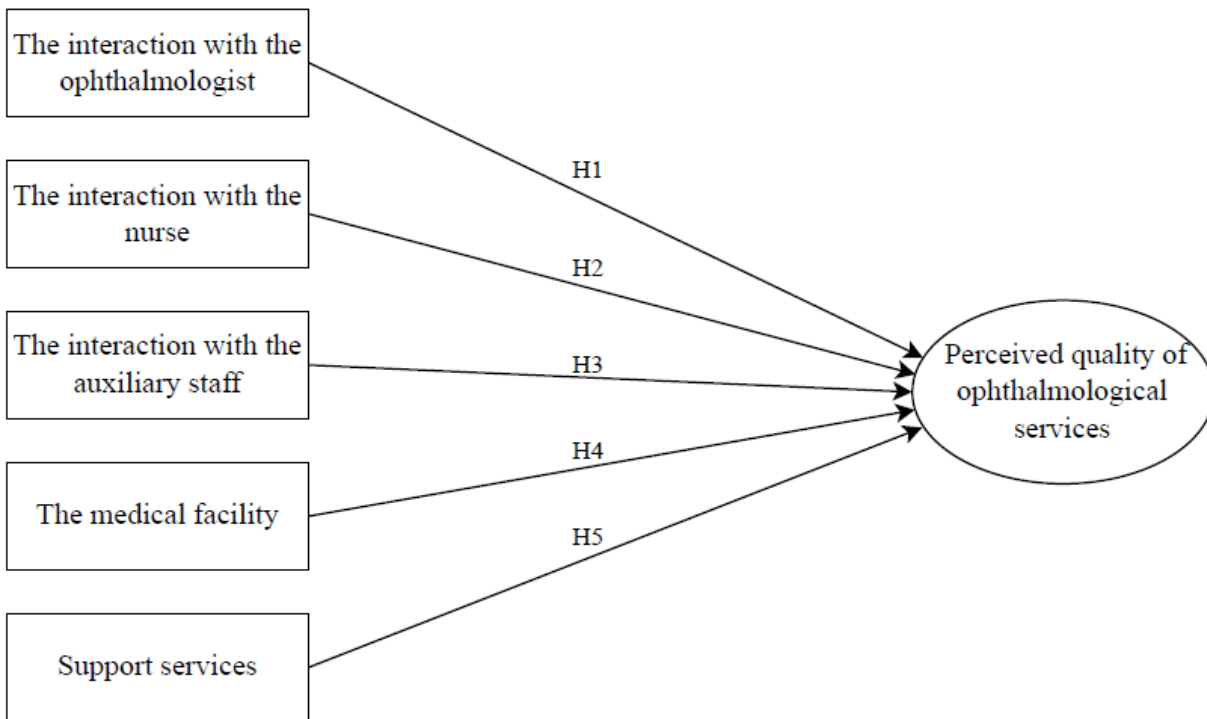 The interaction with the
ophthalmologist
H1
The interaction with the
nurse
H2
The interaction with the
auxiliary staff
H3
Perceived quality of
ophthalmological
services
H4
The medical facility
H5
Support services